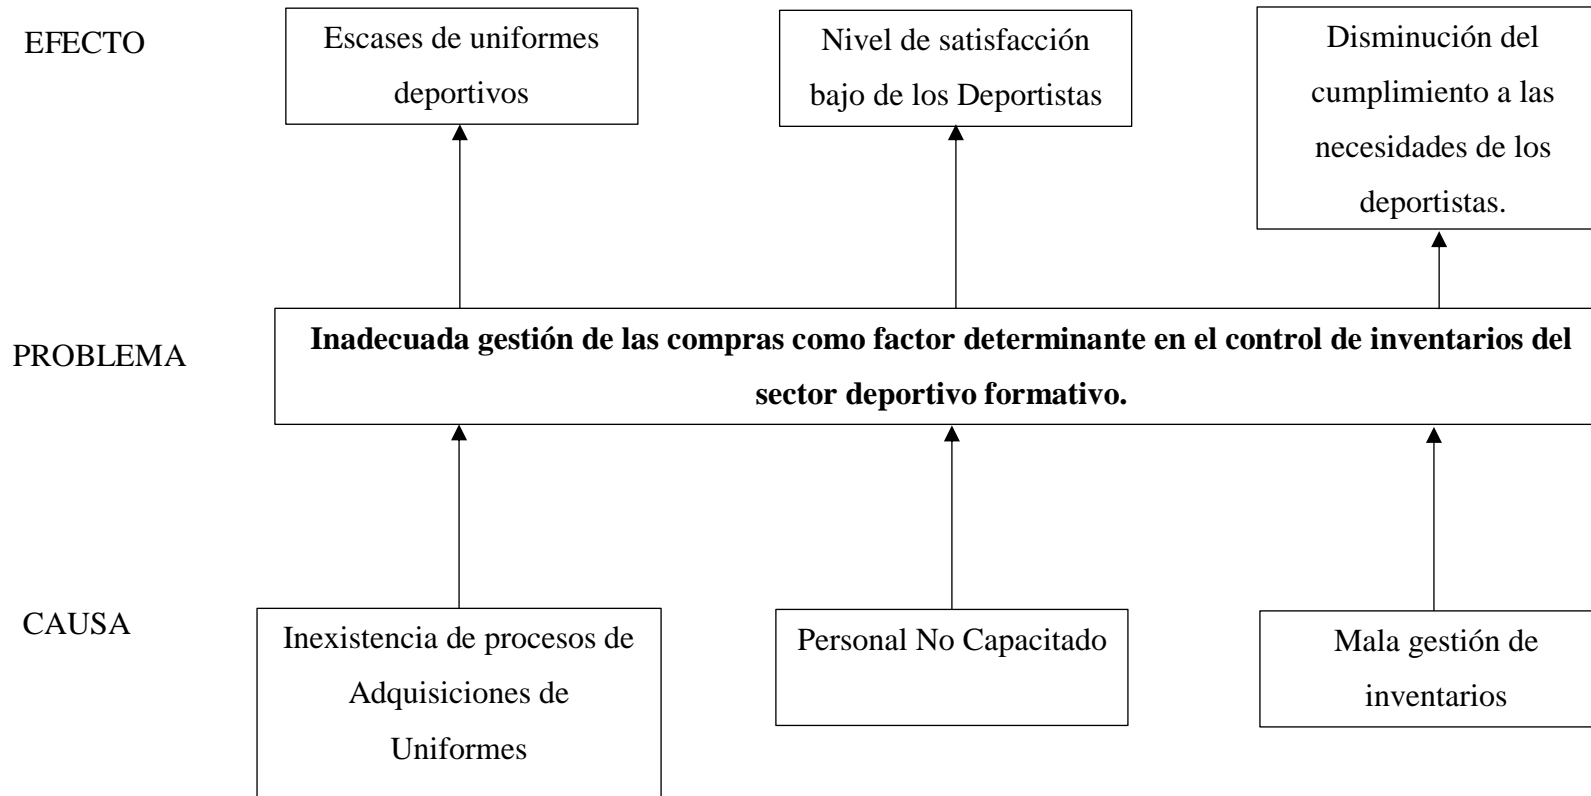 EFECTO
Escases de uniformes
deportivos
Nivel de satisfacción
bajo de los Deportistas
Disminución del
cumplimiento a las
necesidades de los
deportistas.
PROBLEMA
Inadecuada gestión de las compras como factor determinante en el control de inventarios del
sector deportivo formativo.
CAUSA
Inexistencia de procesos de
Adquisiciones de
Uniformes
Personal No Capacitado
Mala gestión de
inventarios